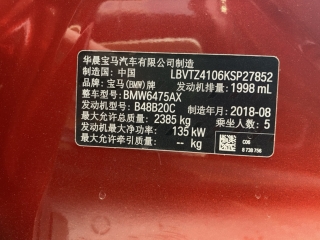 华晨宝马汽车有限公司制造
制造国：中国 LBVTZ4106KSP27852
品牌：宝马(BMW)牌 发动机排量：1998 mL
整车型号：BMW6475AX
发动机型号：B48B20C 制造年月：2018-08
最大允许总质量：2385 kg 乘坐人数：5
发动机最大净功率：135 kW
最大允许牵引质量：-- kg
C06
8 738 756